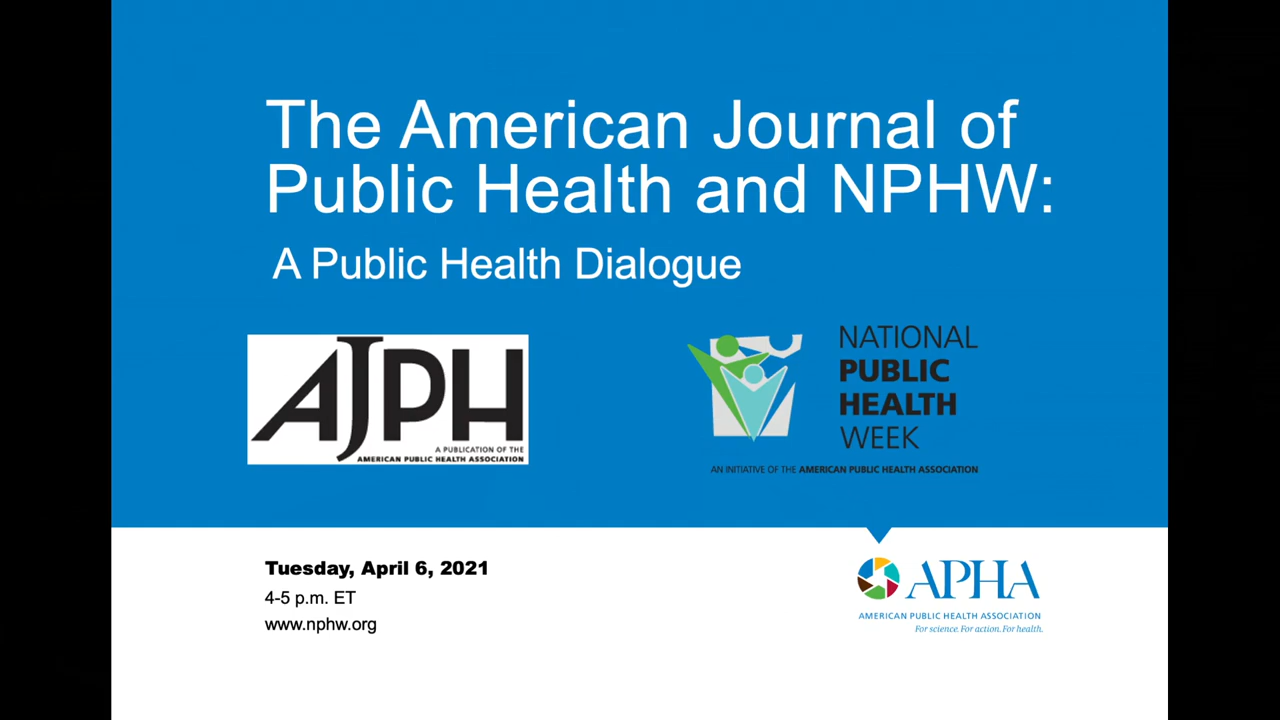 The American Journal of
Public Health and NPHW:
A Public Health Dialogue
AJPH
A PUBLICATION OF THE
AMERICAN PUBLIC HEALTH ASSOCIATION
NATIONAL
PUBLIC
HEALTH
WEEK
AN INITIATIVE OF THE AMERICAN PUBLIC HEALTH ASSOCIATION
Tuesday, April 6, 2021
4-5 p.m. ET
www.nphw.org
APHA
AMERICAN PUBLIC HEALTH ASSOCIATION
For science. For action. For health.